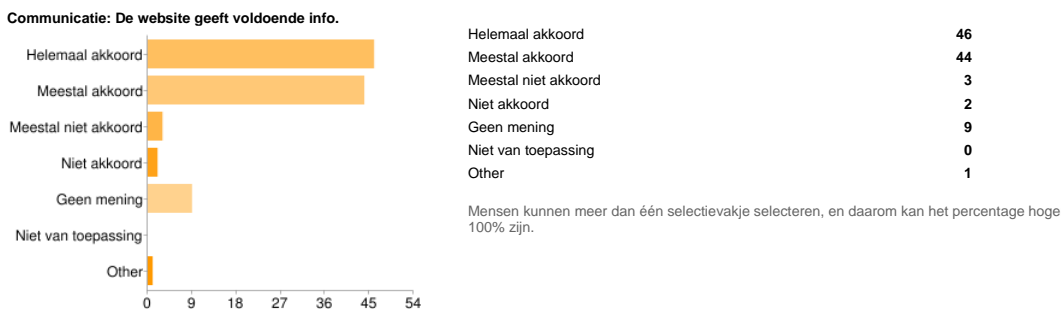 Communicatie: De website geeft voldoende info.
Helemaal akkoord
Meestal akkoord
Meestal niet akkoord
Niet akkoord
Geen mening
Niet van toepassing
Other
0 9 18 27 36 45 54
Helemaal akkoord 46
Meestal akkoord 44
Meestal niet akkoord 3
Niet akkoord 2
Geen mening 9
Niet van toepassing 0
Other 1
Mensen kunnen meer dan één selectievakje selecteren, en daarom kan het percentage hoge
100% zijn.